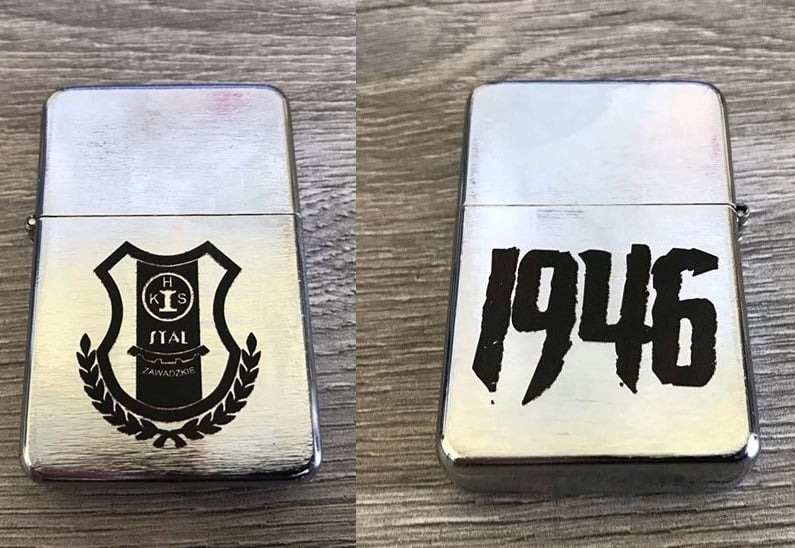 H
K S
STAL
ZAWADZKIE
1946